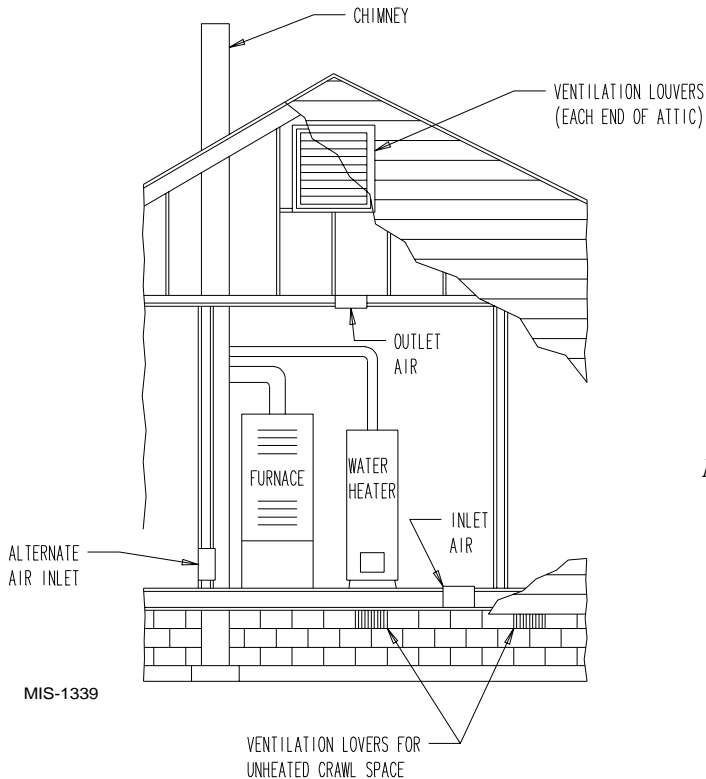 CHIMNEY
VENTILATION LOUVERS
(EACH END OF ATTIC)
OUTLET
AIR
FURNACE
WATER
HEATER
INLET
AIR
ALTERNATE
AIR INLET
MIS-1339
VENTILATION LOVERS FOR
UNHEATED CRAWL SPACE